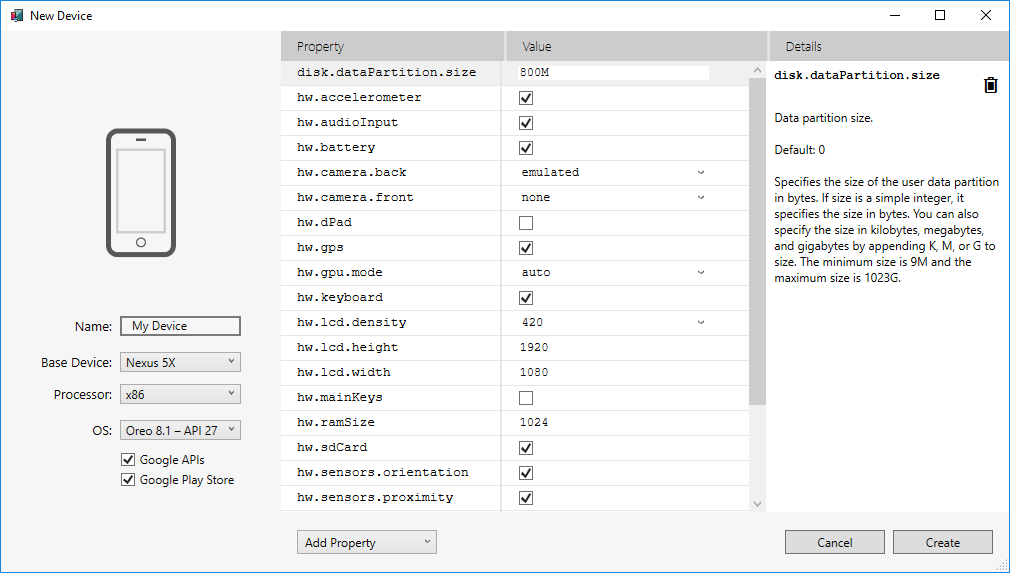 New Device
Name: My Device
Base Device: Nexus 5X
Processor: x86
OS: Oreo 8.1 – API 27
Google APIs
Google Play Store
Property Value
disk.dataPartition.size 800M
hw.accelerometer
hw.audioInput
hw.battery
hw.camera.back emulated
hw.camera.front none
hw.dPad
hw.gps
hw.gpu.mode auto
hw.keyboard
hw.lcd.density 420
hw.lcd.height 1920
hw.lcd.width 1080
hw.mainKeys
hw.ramSize 1024
hw.sdCard
hw.sensors.orientation
hw.sensors.proximity
Add Property
Details
disk.dataPartition.size
Data partition size.
Default: 0
Specifies the size of the user data partition
in bytes. If size is a simple integer, it
specifies the size in bytes. You can also
specify the size in kilobytes, megabytes,
and gigabytes by appending K, M, or G to
size. The minimum size is 9M and the
maximum size is 1023G.
Cancel
Create